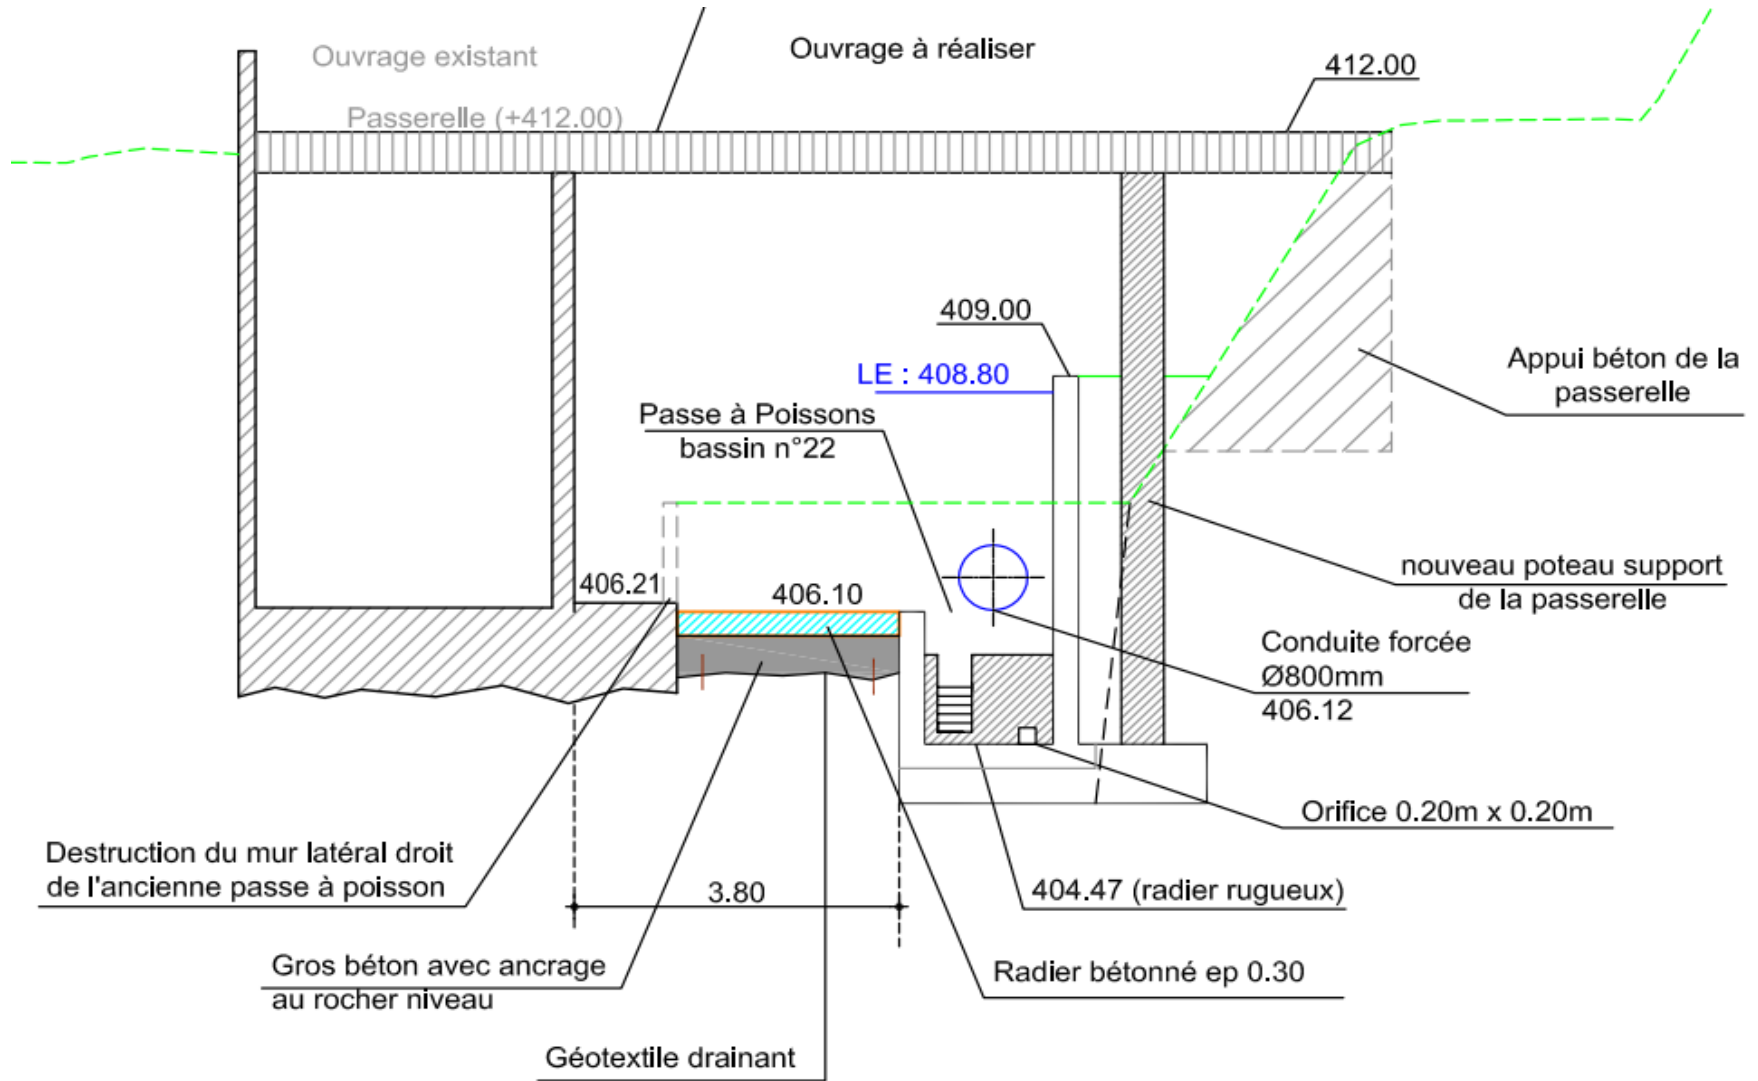 Ouvrage existant
Ouvrage à réaliser
412.00
Passerelle (+412.00)
409.00
LE : 408.80
Appui béton de la
passerelle
Passe à Poissons
bassin n°22
406.21
406.10
nouveau poteau support
de la passerelle
Conduite forcée
Ø800mm
406.12
Orifice 0.20m x 0.20m
Destruction du mur latéral droit
de l'ancienne passe à poisson
3.80
404.47 (radier rugueux)
Gros béton avec ancrage
au rocher niveau
Radier bétonné ep 0.30
Géotextile drainant